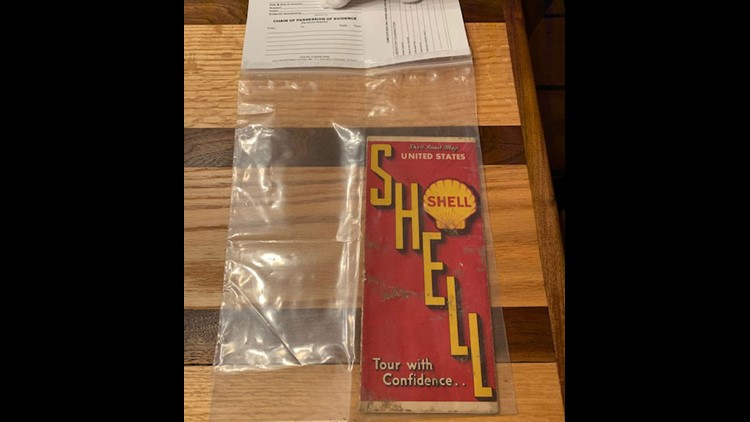 CHAIN OF POSSESSION OF EVIDENCE
Shell Road Map
UNITED STATES
SHELL
SHELL
Tour with
Confidence..